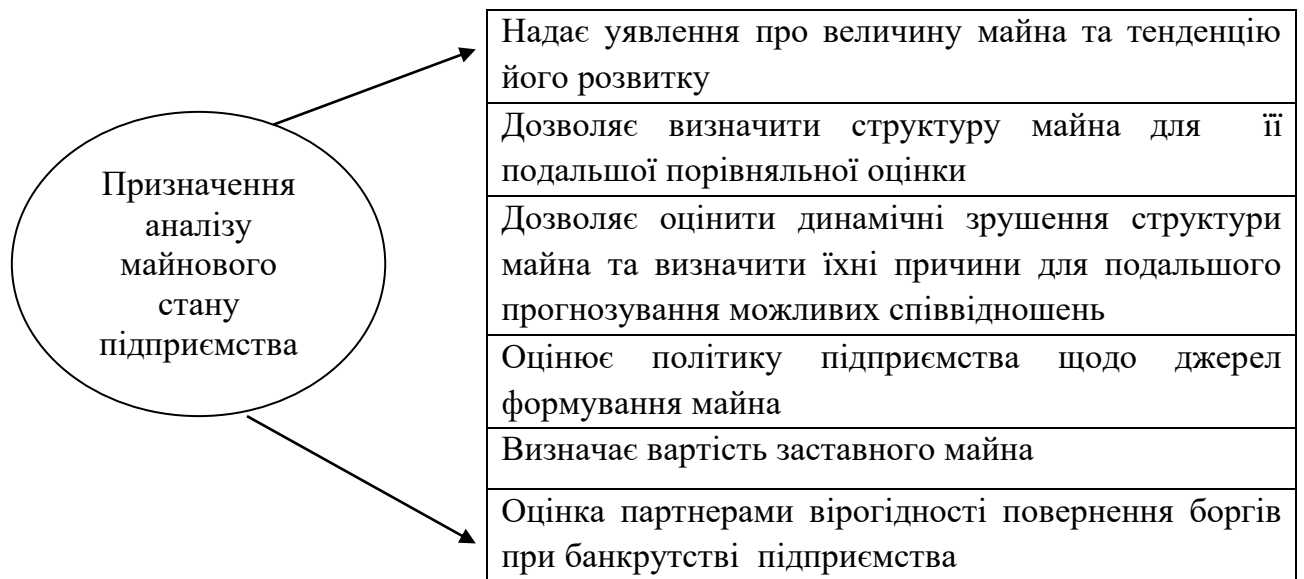 Призначення
аналізу
майнового
стану
підприємства
Надає уявлення про величину майна та тенденцію
його розвитку
Дозволяє визначити структуру майна для її
подальшої порівняльної оцінки
Дозволяє оцінити динамічні зрушення структури
майна та визначити їхні причини для подальшого
прогнозування можливих співвідношень
Оцінює політику підприємства щодо джерел
формування майна
Визначає вартість заставного майна
Оцінка партнерами вірогідності повернення боргів
при банкрутстві підприємства